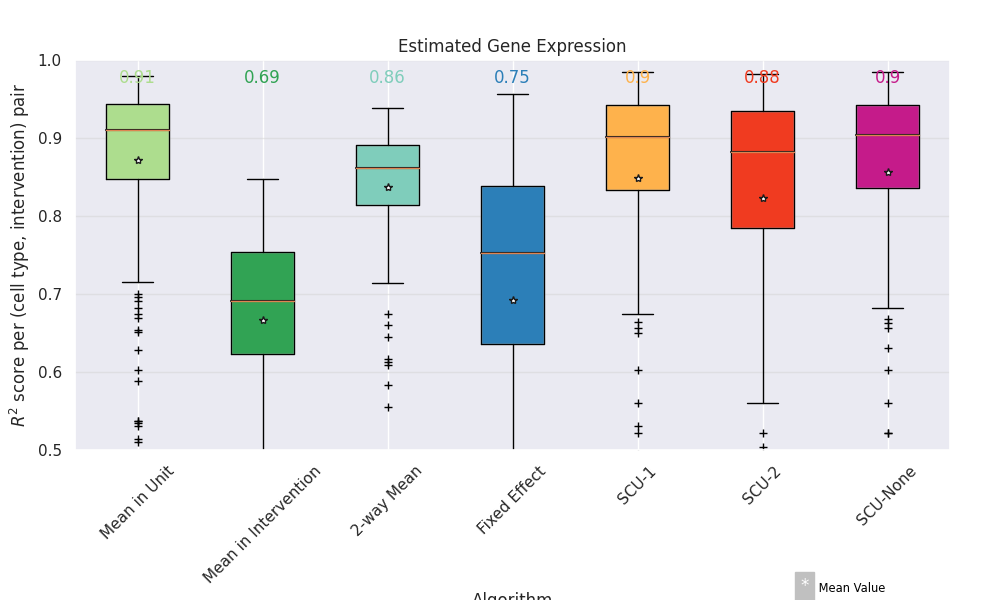 Estimated Gene Expression
1.0
0.9
0.8
0.7
0.6
0.5
R² score per (cell type, intervention) pair
0.91 0.69 0.86 0.75 0.9 0.88 0.9
Mean in Unit
Mean in Intervention
2-way Mean
Fixed Effect
SCU-1
SCU-2
SCU-None
Algorithm
* Mean Value